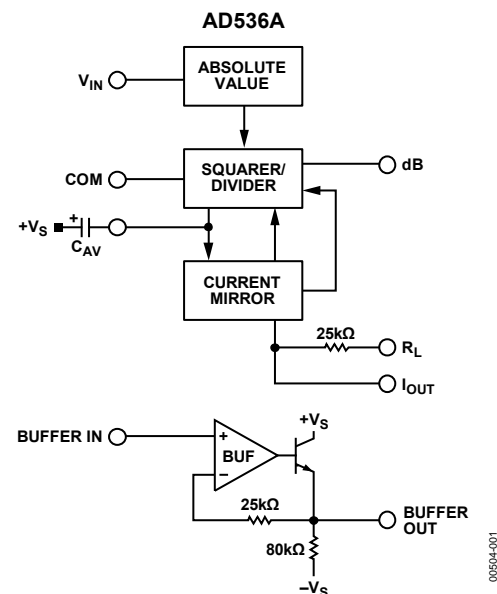 AD536A
ABSOLUTE
VALUE
VIN
SQUARER/
DIVIDER
dB
COM
+VS
+
CAV
CURRENT
MIRROR
25kΩ
RL
IOUT
+VS
BUFFER IN
+
BUF
–
25kΩ
BUFFER
OUT
80kΩ
–VS
00504-001